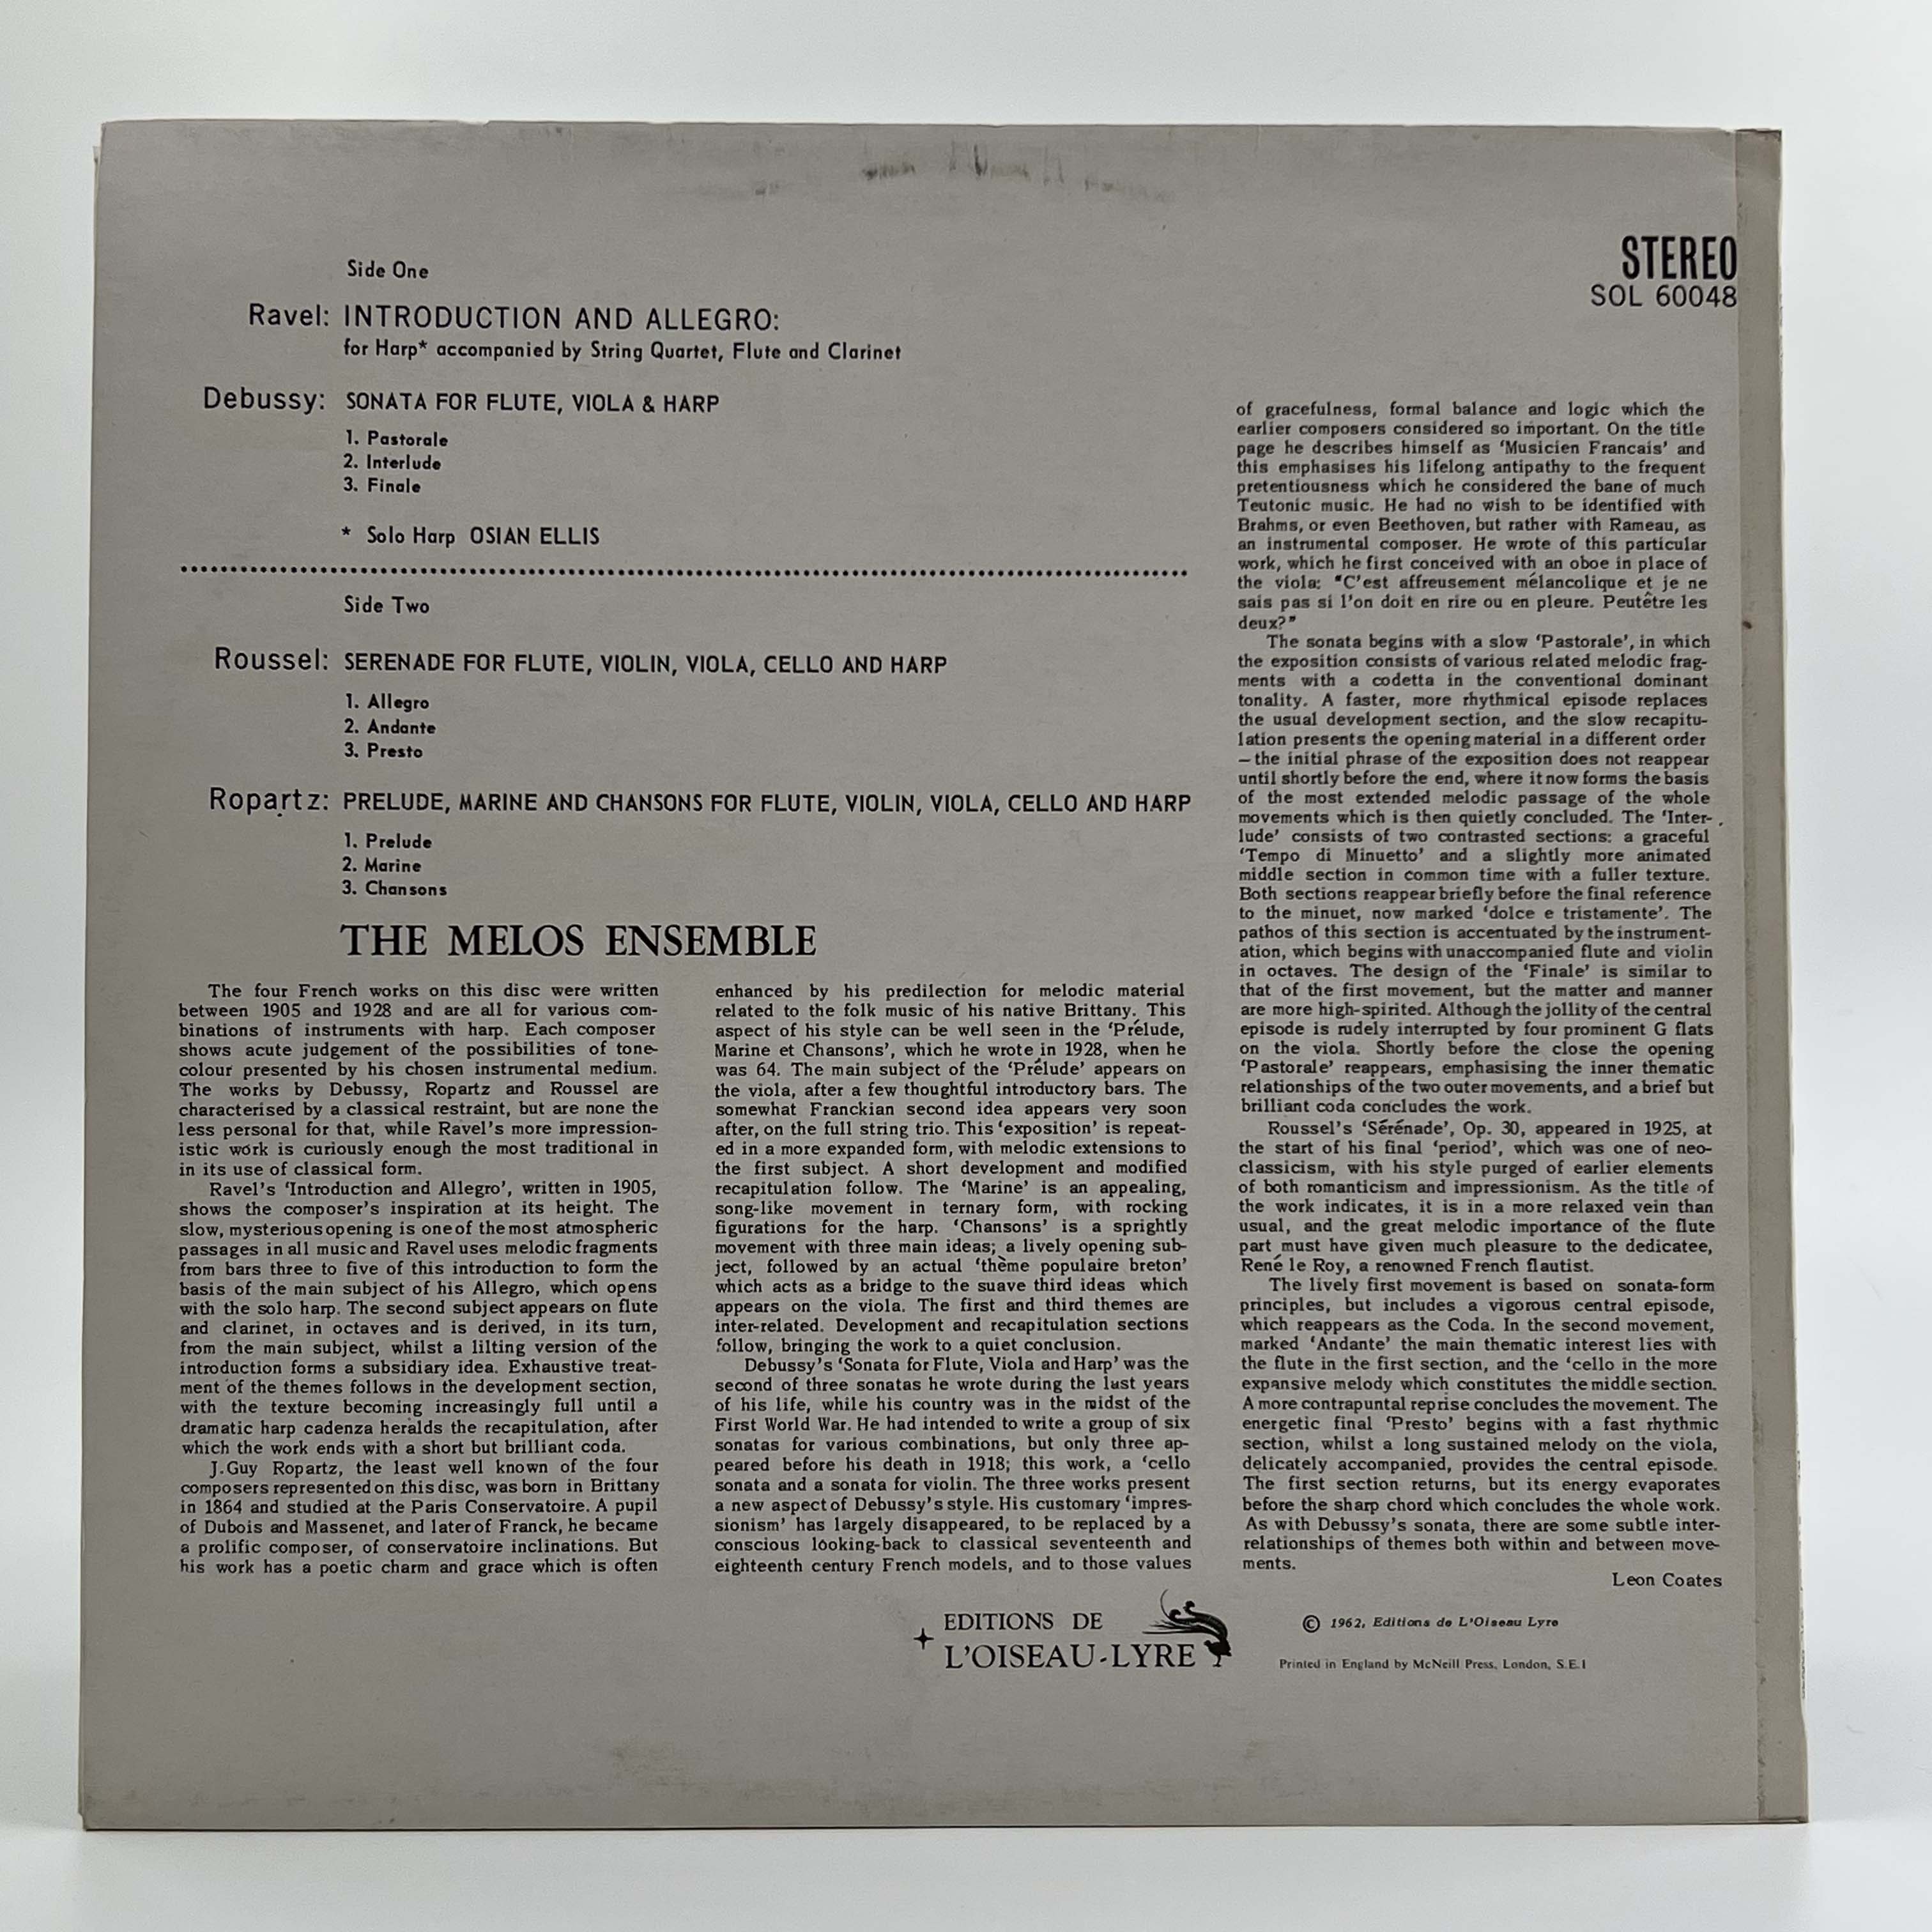 STEREO
SOL 60048
Side One
Ravel: INTRODUCTION AND ALLEGRO:
for Harp* accompanied by String Quartet, Flute and Clarinet
Debussy: SONATA FOR FLUTE, VIOLA & HARP
1. Pastorale
2. Interlude
3. Finale
* Solo Harp OSIAN ELLIS
Side Two
Roussel: SERENADE FOR FLUTE, VIOLIN, VIOLA, CELLO AND HARP
1. Allegro
2. Andante
3. Presto
Ropartz: PRELUDE, MARINE AND CHANSONS FOR FLUTE, VIOLIN, VIOLA, CELLO AND HARP
1. Prelude
2. Marine
3. Chansons
THE MELOS ENSEMBLE
The four French works on this disc were written
between 1905 and 1928 and are all for various com-
binations of instruments with harp. Each composer
shows acute judgement of the possibilities of tone-
colour presented by his chosen instrumental medium.
The works by Debussy, Ropartz and Roussel are
characterised by a classical restraint, but are none the
less personal for that, while Ravel's more impression-
istic work is curiously enough the most traditional in
in its use of classical form.
Ravel's 'Introduction and Allegro', written in 1905,
shows the composer's inspiration at its height. The
slow, mysterious opening is one of the most atmospheric
passages in all music and Ravel uses melodic fragments
from bars three to five of this introduction to form the
basis of the main subject of his Allegro, which opens
with the solo harp. The second subject appears on flute
and clarinet, in octaves and is derived, in its turn,
from the main subject, whilst a lilting version of the
introduction forms a subsidiary idea. Exhaustive treat-
ment of the themes follows in the development section,
with the texture becoming increasingly full until a
dramatic harp cadenza heralds the recapitulation, after
which the work ends with a short but brilliant coda.
J.Guy Ropartz, the least well known of the four
composers represented on this disc, was born in Brittany
in 1864 and studied at the Paris Conservatoire. A pupil
of Dubois and Massenet, and later of Franck, he became
a prolific composer, of conservatoire inclinations. But
his work has a poetic charm and grace which is often
enhanced by his predilection for melodic material
related to the folk music of his native Brittany. This
aspect of his style can be well seen in the 'Prélude,
Marine et Chansons', which he wrote in 1928, when he
was 64. The main subject of the 'Prélude' appears on
the viola, after a few thoughtful introductory bars. The
somewhat Franckian second idea appears very soon
after, on the full string trio. This 'exposition' is repeat-
ed in a more expanded form, with melodic extensions to
the first subject. A short development and modified
recapitulation follow. The 'Marine' is an appealing,
song-like movement in ternary form, with rocking
figurations for the harp. 'Chansons' is a sprightly
movement with three main ideas; a lively opening sub-
ject, followed by an actual 'thème populaire breton'
which acts as a bridge to the suave third ideas which
appears on the viola. The first and third themes are
inter-related. Development and recapitulation sections
follow, bringing the work to a quiet conclusion.
Debussy's 'Sonata for Flute, Viola and Harp' was the
second of three sonatas he wrote during the last years
of his life, while his country was in the midst of the
First World War. He had intended to write a group of six
sonatas for various combinations, but only three ap-
peared before his death in 1918; this work, a 'cello
sonata and a sonata for violin. The three works present
a new aspect of Debussy's style. His customary 'impres-
sionism' has largely disappeared, to be replaced by a
conscious looking-back to classical seventeenth and
eighteenth century French models, and to those values
of gracefulness, formal balance and logic which the
earlier composers considered so important. On the title
page he describes himself as 'Musicien Francais' and
this emphasises his lifelong antipathy to the frequent
pretentiousness which he considered the bane of much
Teutonic music. He had no wish to be identified with
Brahms, or even Beethoven, but rather with Rameau, as
an instrumental composer. He wrote of this particular
work, which he first conceived with an oboe in place of
the viola: "C'est affreusement mélancolique et je ne
sais pas si l'on doit en rire ou en pleure. Peutêtre les
deux?"
The sonata begins with a slow 'Pastorale', in which
the exposition consists of various related melodic frag-
ments with a codetta in the conventional dominant
tonality. A faster, more rhythmical episode replaces
the usual development section, and the slow recapitu-
lation presents the opening material in a different order
– the initial phrase of the exposition does not reappear
until shortly before the end, where it now forms the basis
of the most extended melodic passage of the whole
movements which is then quietly concluded. The 'Inter-
lude' consists of two contrasted sections: a graceful
'Tempo di Minuetto' and a slightly more animated
middle section in common time with a fuller texture.
Both sections reappear briefly before the final reference
to the minuet, now marked 'dolce e tristamente'. The
pathos of this section is accentuated by the instrument-
ation, which begins with unaccompanied flute and violin
in octaves. The design of the 'Finale' is similar to
that of the first movement, but the matter and manner
are more high-spirited. Although the jollity of the central
episode is rudely interrupted by four prominent G flats
on the viola. Shortly before the close the opening
'Pastorale' reappears, emphasising the inner thematic
relationships of the two outer movements, and a brief but
brilliant coda concludes the work.
Roussel's 'Sérénade', Op. 30, appeared in 1925, at
the start of his final 'period', which was one of neo-
classicism, with his style purged of earlier elements
of both romanticism and impressionism. As the title of
the work indicates, it is in a more relaxed vein than
usual, and the great melodic importance of the flute
part must have given much pleasure to the dedicatee,
René le Roy, a renowned French flautist.
The lively first movement is based on sonata-form
principles, but includes a vigorous central episode,
which reappears as the Coda. In the second movement,
marked 'Andante' the main thematic interest lies with
the flute in the first section, and the 'cello in the more
expansive melody which constitutes the middle section.
A more contrapuntal reprise concludes the movement. The
energetic final 'Presto' begins with a fast rhythmic
section, whilst a long sustained melody on the viola,
delicately accompanied, provides the central episode.
The first section returns, but its energy evaporates
before the sharp chord which concludes the whole work.
As with Debussy's sonata, there are some subtle inter-
relationships of themes both within and between move-
ments.
Leon Coates
EDITIONS DE
L'OISEAU-LYRE
© 1962, Editions de L'Oiseau Lyre
Printed in England by McNeill Press, London, S.E.1